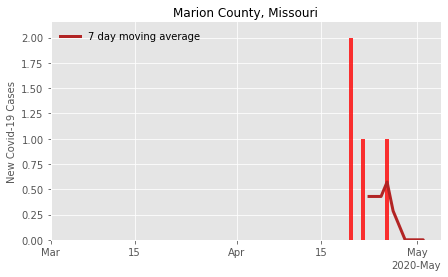 Marion County, Missouri
7 day moving average
New Covid-19 Cases
2.00
1.75
1.50
1.25
1.00
0.75
0.50
0.25
0.00
Mar
15
Apr
15
May
2020-May